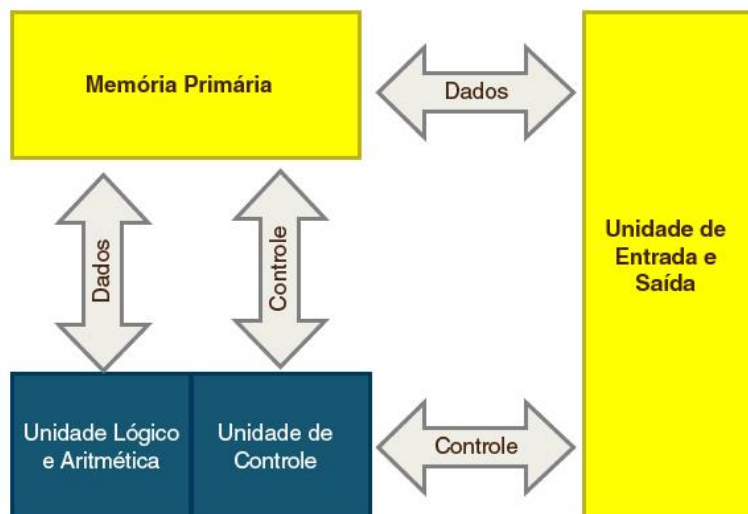 Memória Primária
Dados
Unidade de
Entrada e
Saída
Dados
Controle
Unidade Lógico
e Aritmética
Unidade de
Controle
Controle